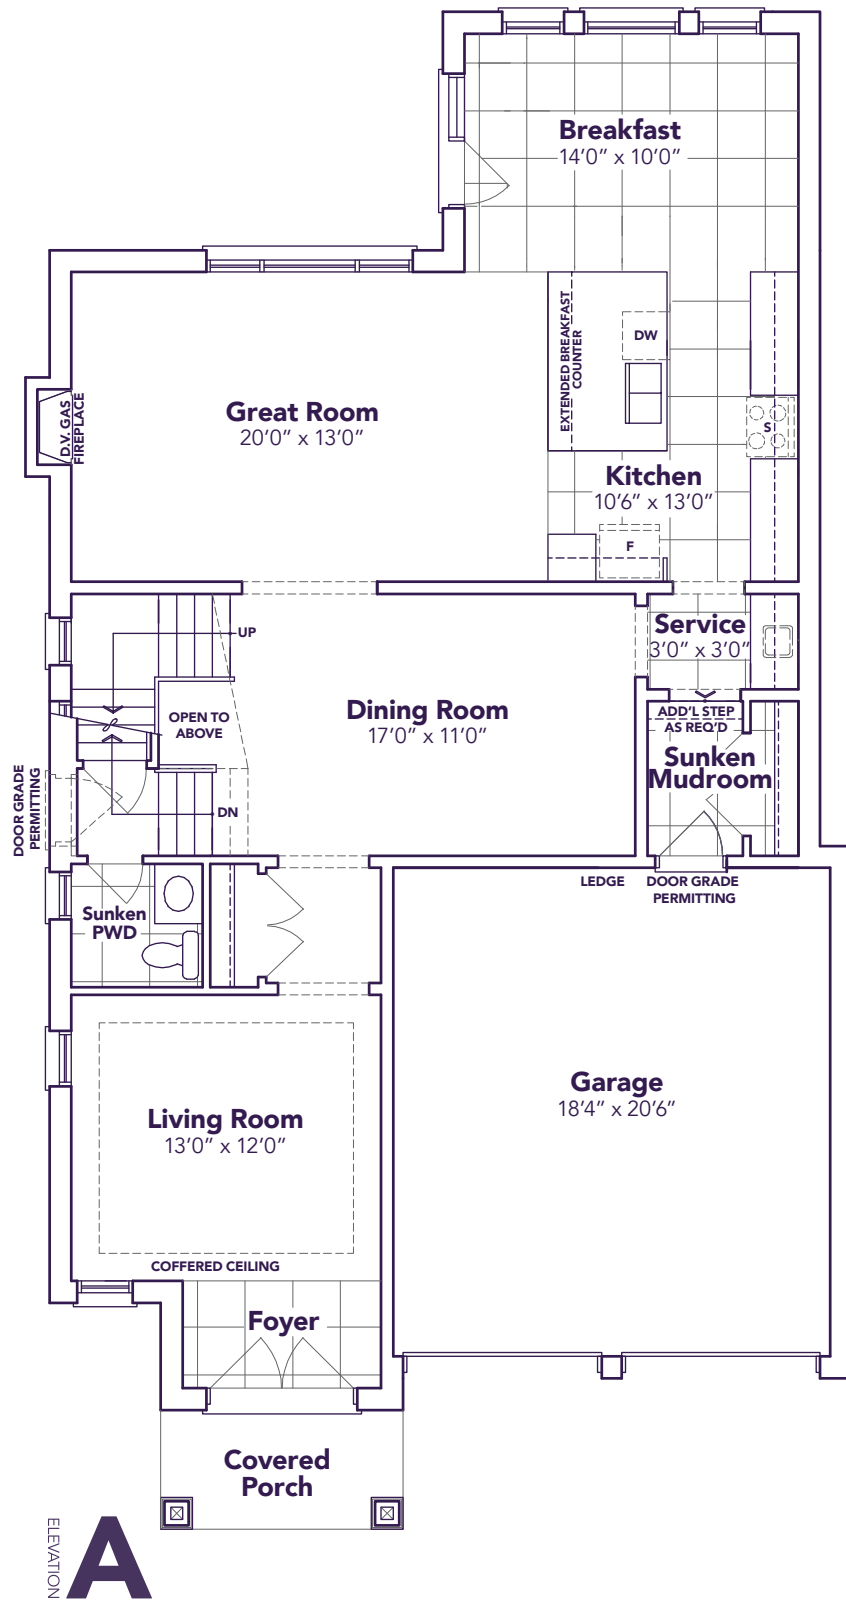 Breakfast
14'0” x 10'0”
EXTENDED BREAKFAST
COUNTER
DW
D.V. GAS
FIREPLACE
Great Room
20'0” x 13'0”
S
Kitchen
10'6” x 13'0”
F
UP
Service
3'0” x 3'0”
OPEN TO
ABOVE
Dining Room
17'0” x 11'0”
ADD'L STEP
AS REQ'D
Sunken
Mudroom
DOOR GRADE
PERMITTING
DN
LEDGE
DOOR GRADE
PERMITTING
Sunken
PWD
Garage
18'4” x 20'6”
Living Room
13'0” x 12'0”
COFFERED CEILING
Foyer
Covered
Porch
ELEVATION
A